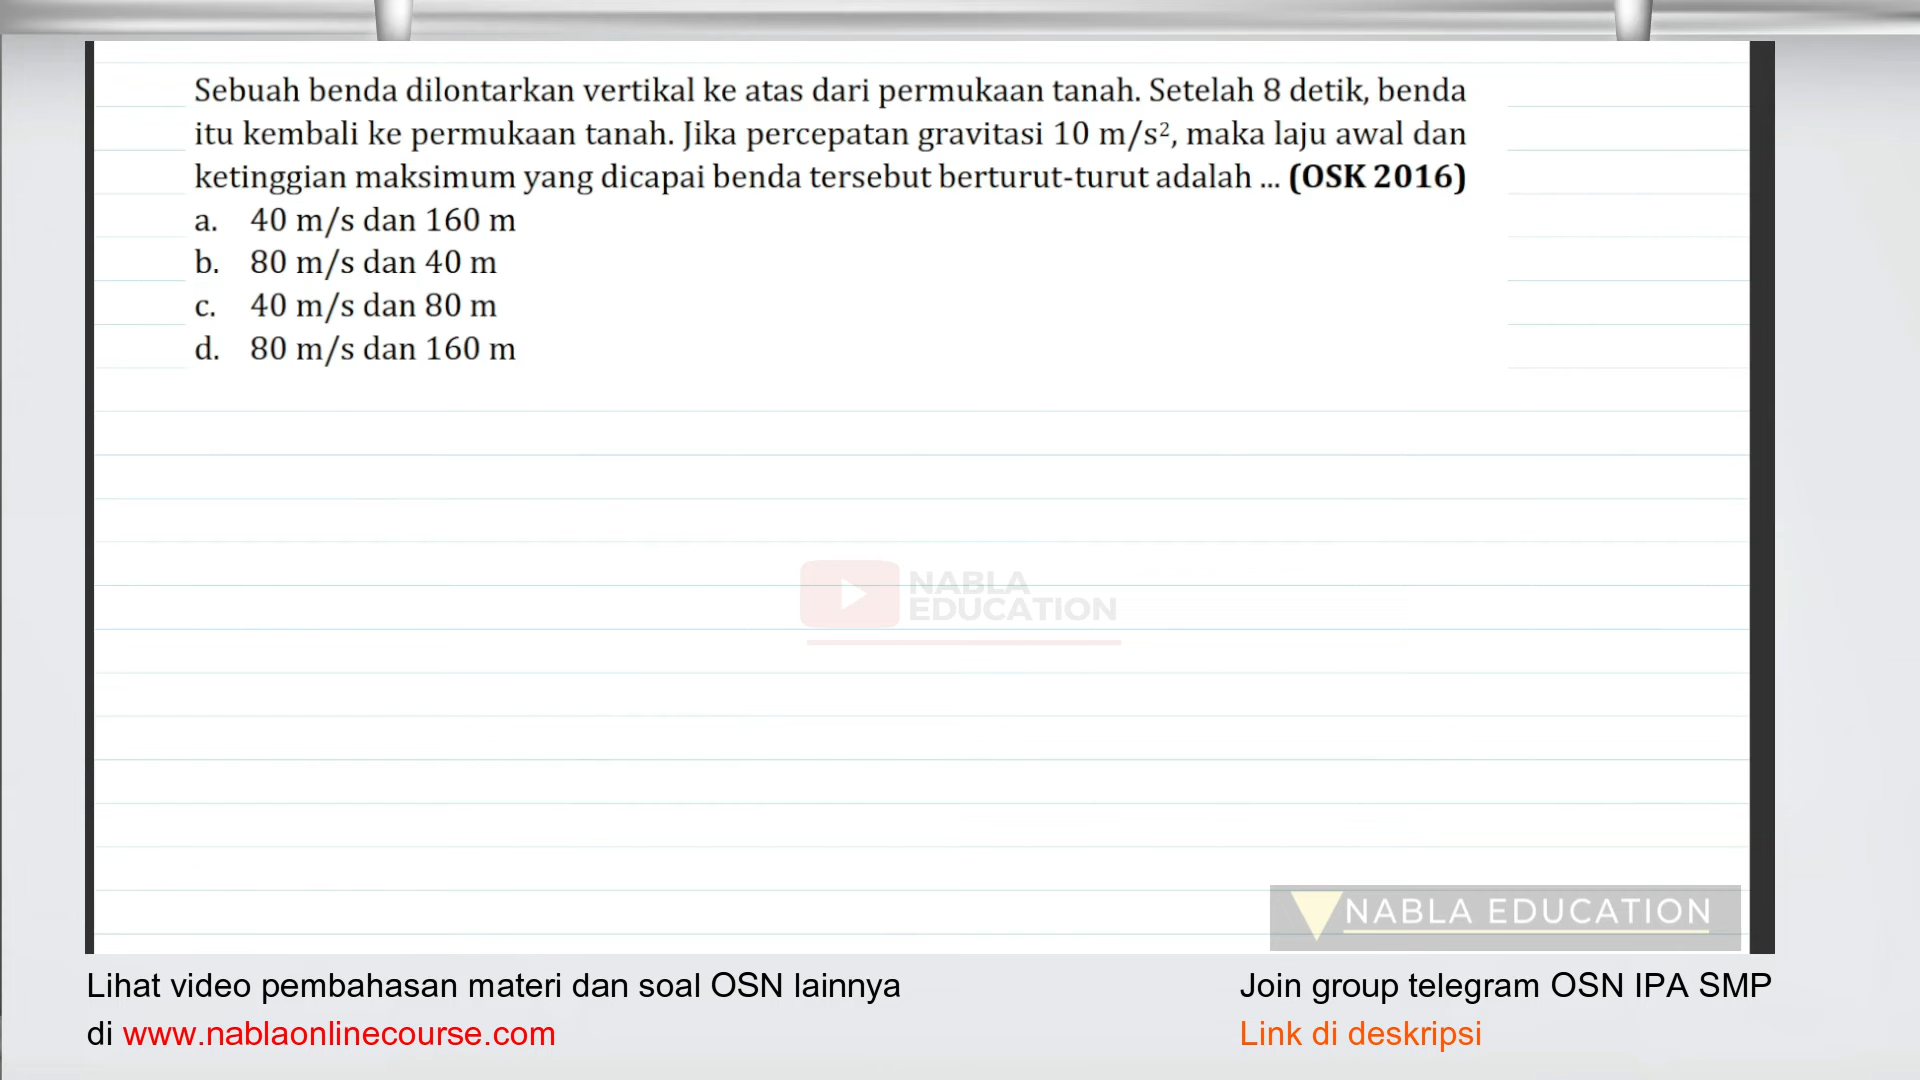 Sebuah benda dilontarkan vertikal ke atas dari permukaan tanah. Setelah 8 detik, benda
itu kembali ke permukaan tanah. Jika percepatan gravitasi 10 m/s², maka laju awal dan
ketinggian maksimum yang dicapai benda tersebut berturut-turut adalah ... (OSK 2016)
a. 40 m/s dan 160 m
b. 80 m/s dan 40 m
c. 40 m/s dan 80 m
d. 80 m/s dan 160 m
NABLA
EDUCATION
NABLA EDUCATION
Lihat video pembahasan materi dan soal OSN lainnya
di www.nablaonlinecourse.com
Join group telegram OSN IPA SMP
Link di deskripsi